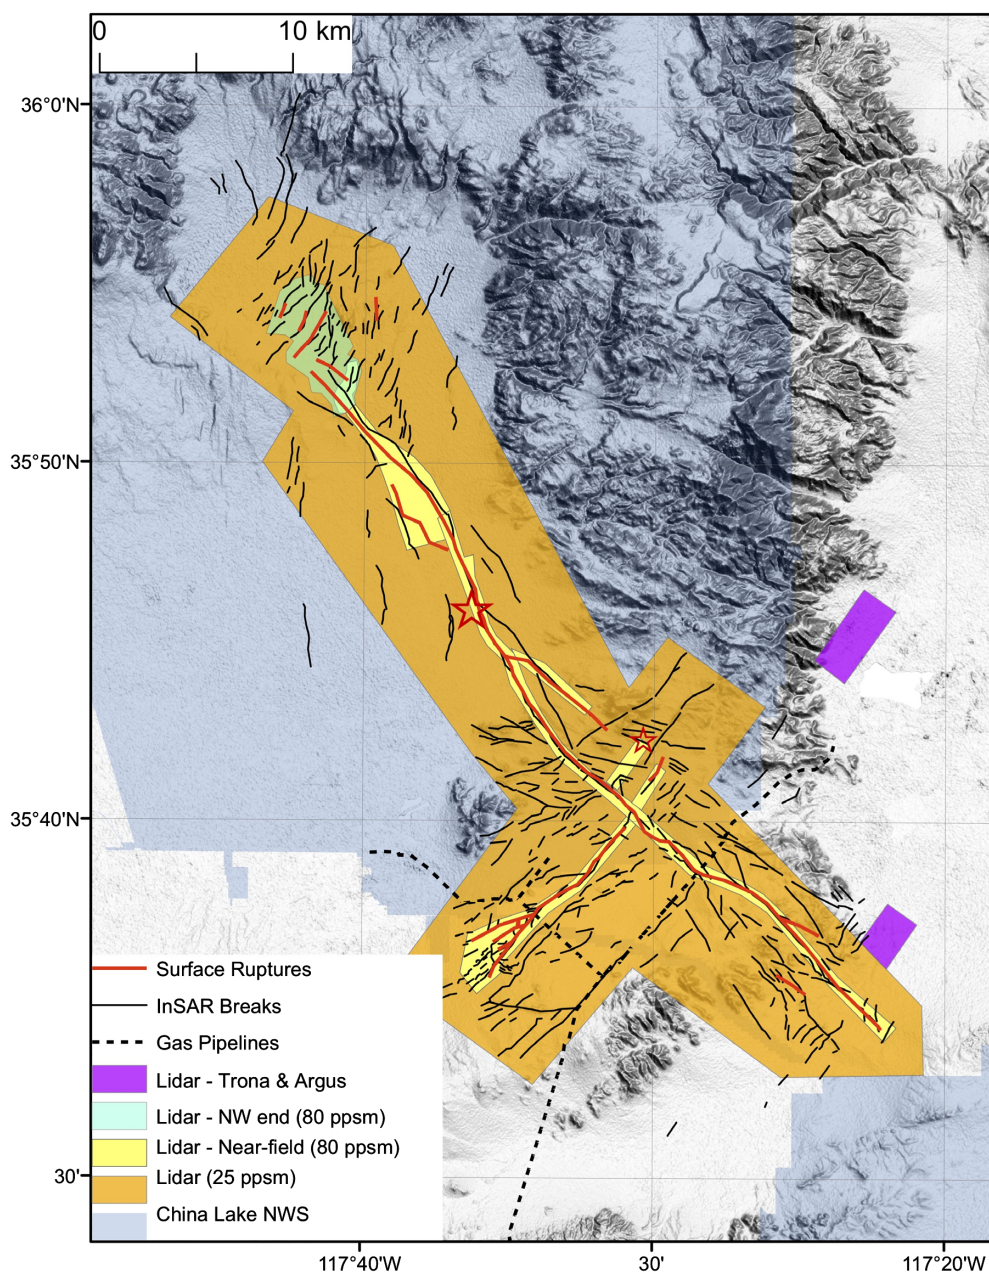 0 10 km
36°0'N
35°50'N
35°40'N
Surface Ruptures
InSAR Breaks
Gas Pipelines
Lidar - Trona & Argus
Lidar - NW end (80 ppsm)
Lidar - Near-field (80 ppsm)
Lidar (25 ppsm)
China Lake NWS
30'
117°40'W 30' 117°20'W